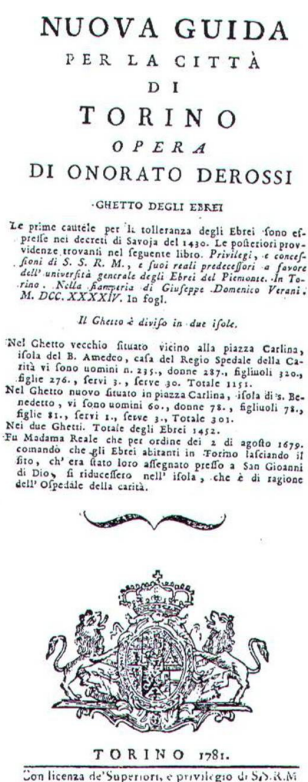 NUOVA GUIDA
PER LA CITTÀ
DI
TORINO
OPERA
DI ONORATO DEROSSI
GHETTO DEGLI EBREI
Le prime cautele per la tolleranza degli Ebrei sono es-
presse nei decreti di Savoja del 1430. Le posteriori prov-
videnze trovansi nel seguente libro. Privilegi, e conces-
sioni di S. S. R. M., e suoi reali predecessori a favore
dell' università generale degli Ebrei del Piemonte. In To-
rino. Nella stamperia di Giuseppe Domenico Verani.
M. DCC. XXXXIV. In fogl.
Il Ghetto è diviso in due isole.
Nel Ghetto vecchio situato vicino alla piazza Carlina,
isola del B. Amedeo, casa del Regio Spedale della Ca-
rità vi sono uomini n. 235., donne 287., figliuoli 320.,
figlie 276., servi 3., serve 30. Totale 1151.
Nel Ghetto nuovo situato in piazza Carlina, isola di s. Be-
nedetto, vi sono uomini 60., donne 78., figliuoli 78.,
figlie 81., servi 1., serve 3., Totale 301.
Nei due Ghetti. Totale degli Ebrei 1452.
Fu Madama Reale che per ordine dei 2 di agosto 1679.
comandò che gli Ebrei abitanti in Torino lasciando il
sito, ch' era stato loro assegnato presso a San Gioanni
di Dio, si riducessero nell' isola, che è di ragione
dell' Ospedale della carità.
TORINO 1781.
Con licenza de' Superiori, e privilegio di S.S.R.M